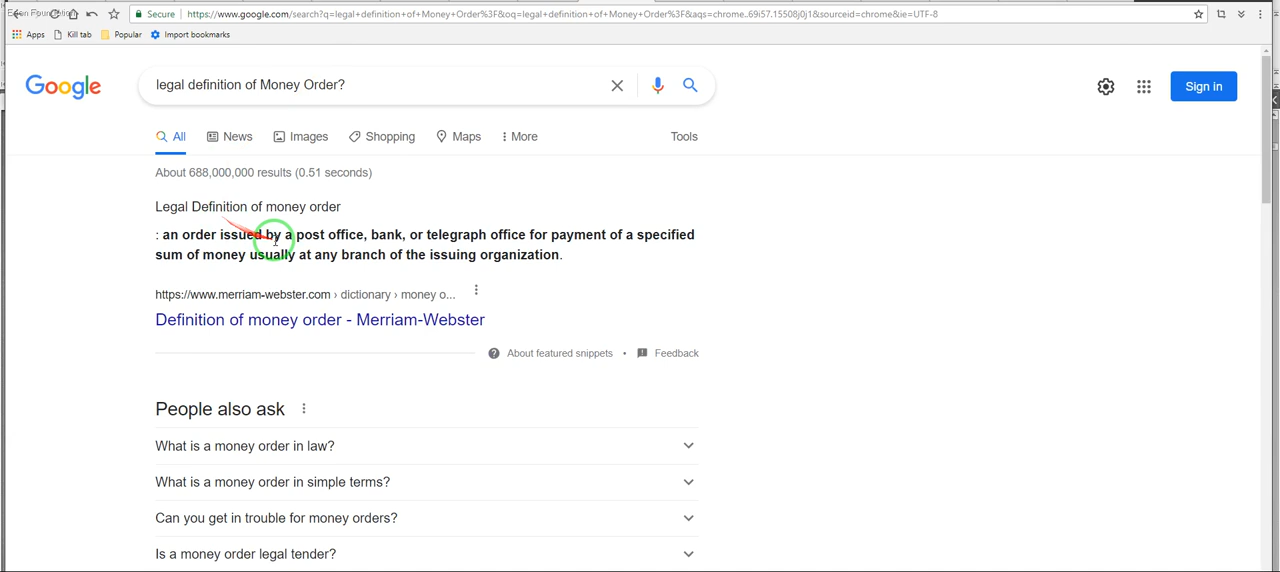 Secure https://www.google.com/search?q=legal+definition+of+Money+Order%3F&oq=legal+definition+of+Money+Order%3F&aqs=chrome..69i57.15508j0j1&sourceid=chrome&ie=UTF-8
Apps Kill tab Popular Import bookmarks
Google legal definition of Money Order? Sign in
All News Images Shopping Maps More Tools
About 688,000,000 results (0.51 seconds)
Legal Definition of money order
: an order issued by a post office, bank, or telegraph office for payment of a specified
sum of money usually at any branch of the issuing organization.
https://www.merriam-webster.com › dictionary › money o...
Definition of money order - Merriam-Webster
About featured snippets • Feedback
People also ask
What is a money order in law?
What is a money order in simple terms?
Can you get in trouble for money orders?
Is a money order legal tender?